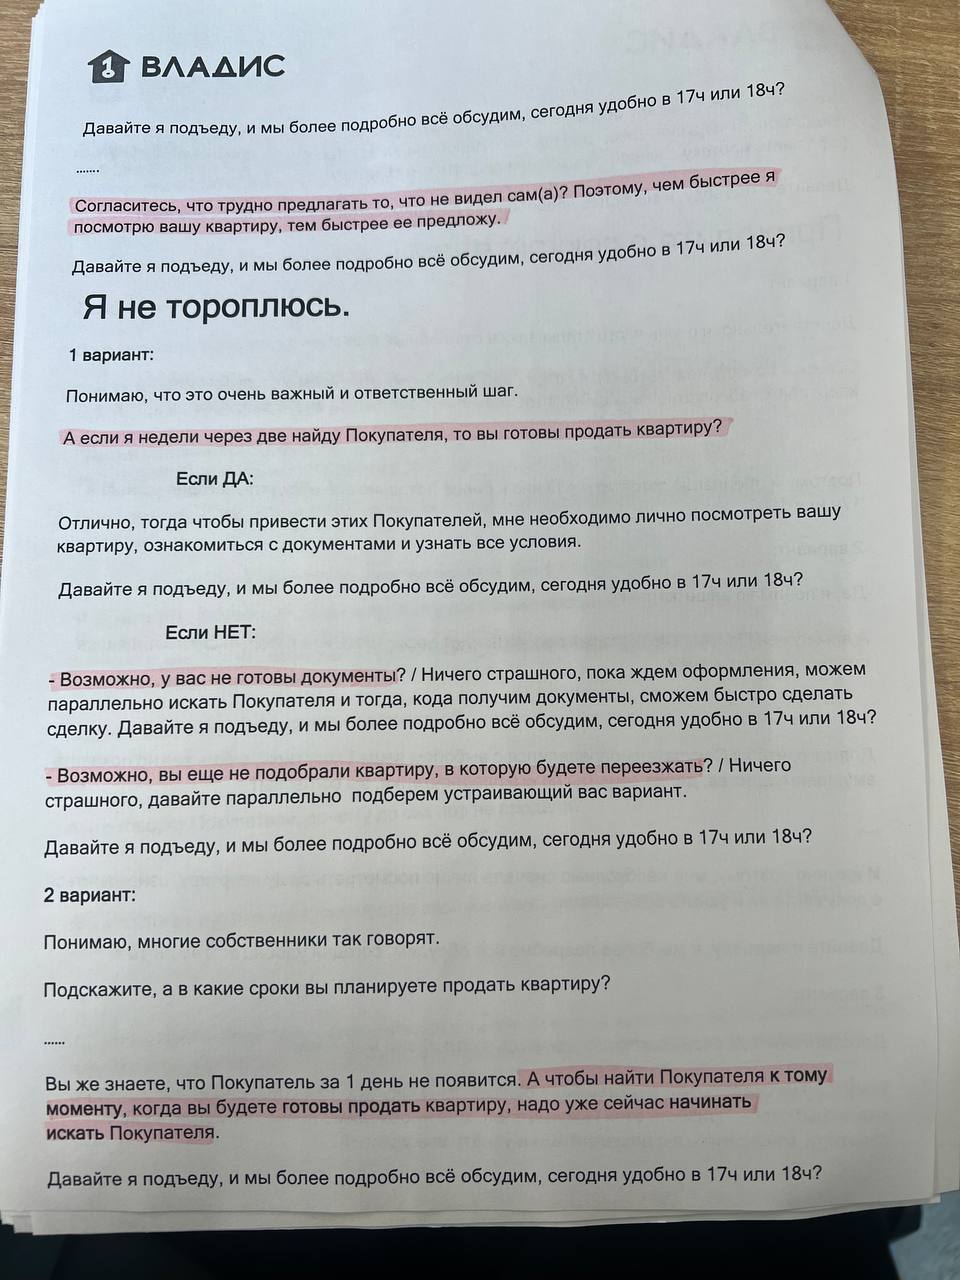 ВЛАДИС
Давайте я подъеду, и мы более подробно всё обсудим, сегодня удобно в 17ч или 18ч?
.......
Согласитесь, что трудно предлагать то, что не видел сам(а)? Поэтому, чем быстрее я
посмотрю вашу квартиру, тем быстрее ее предложу.
Давайте я подъеду, и мы более подробно всё обсудим, сегодня удобно в 17ч или 18ч?
Я не тороплюсь.
1 вариант:
Понимаю, что это очень важный и ответственный шаг.
А если я недели через две найду Покупателя, то вы готовы продать квартиру?
Если ДА:
Отлично, тогда чтобы привести этих Покупателей, мне необходимо лично посмотреть вашу
квартиру, ознакомиться с документами и узнать все условия.
Давайте я подъеду, и мы более подробно всё обсудим, сегодня удобно в 17ч или 18ч?
Если НЕТ:
- Возможно, у вас не готовы документы? / Ничего страшного, пока ждем оформления, можем
параллельно искать Покупателя и тогда, кода получим документы, сможем быстро сделать
сделку. Давайте я подъеду, и мы более подробно всё обсудим, сегодня удобно в 17ч или 18ч?
- Возможно, вы еще не подобрали квартиру, в которую будете переезжать? / Ничего
страшного, давайте параллельно подберем устраивающий вас вариант.
Давайте я подъеду, и мы более подробно всё обсудим, сегодня удобно в 17ч или 18ч?
2 вариант:
Понимаю, многие собственники так говорят.
Подскажите, а в какие сроки вы планируете продать квартиру?
......
Вы же знаете, что Покупатель за 1 день не появится. А чтобы найти Покупателя к тому
моменту, когда вы будете готовы продать квартиру, надо уже сейчас начинать
искать Покупателя.
Давайте я подъеду, и мы более подробно всё обсудим, сегодня удобно в 17ч или 18ч?